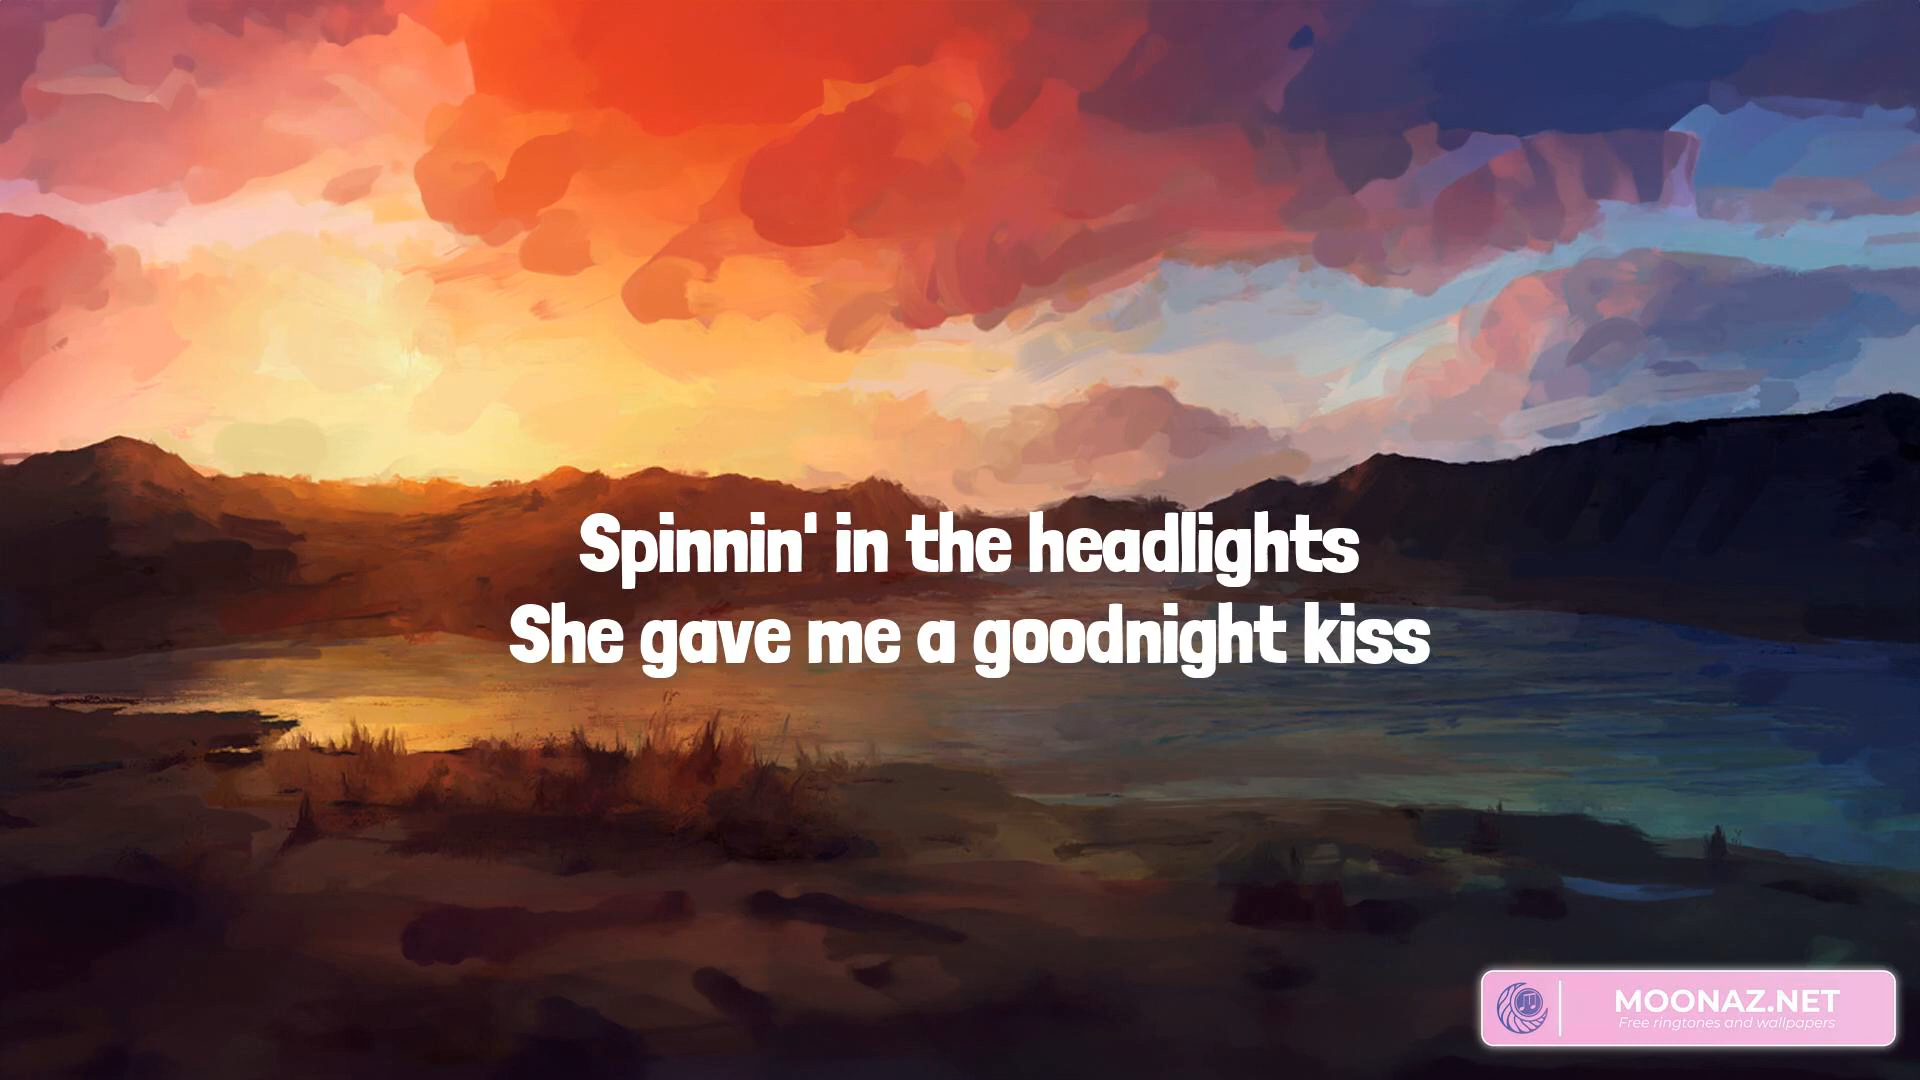 Spinnin' in the headlights
She gave me a goodnight kiss
MOONAZ.NET
Free ringtones and wallpapers